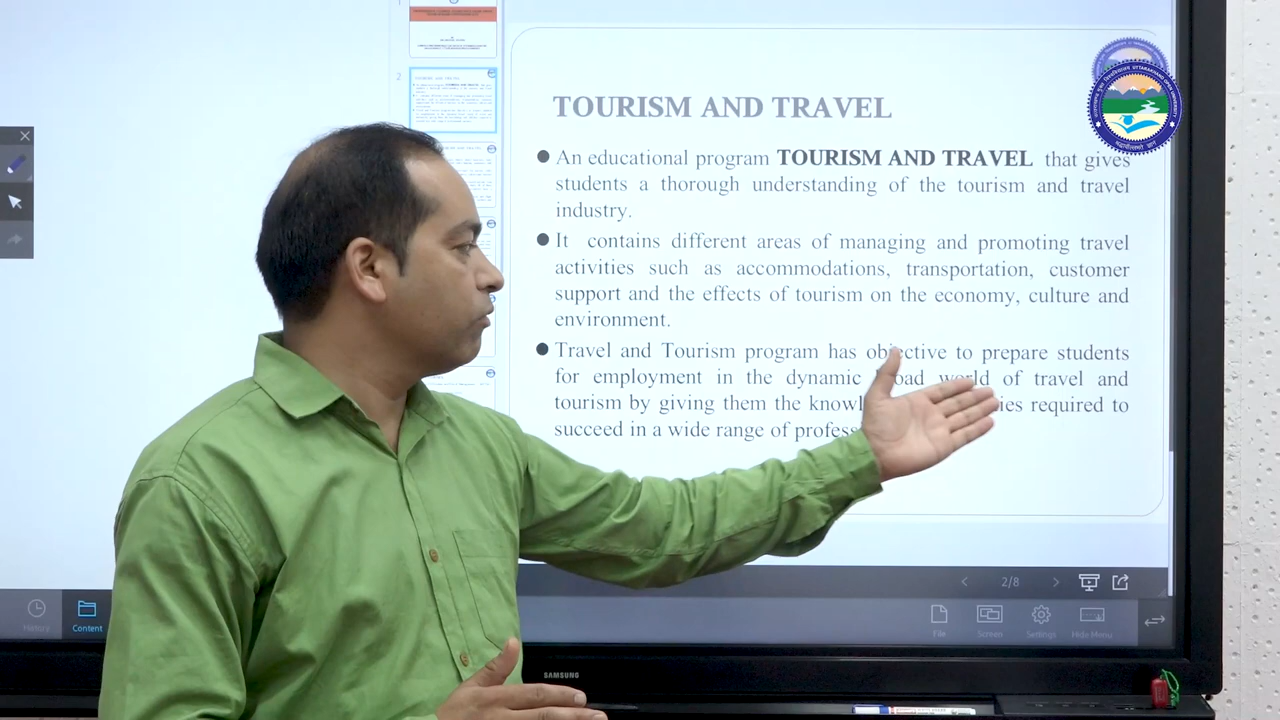 1
2
TOURISM AND TRAVEL
An educational program TOURISM AND TRAVEL that gives
students a thorough understanding of the tourism and travel
industry.
It contains different areas of managing and promoting travel
activities such as accommodations, transportation, customer
support and the effects of tourism on the economy, culture and
environment.
Travel and Tourism program has objective to prepare students
for employment in the dynamic broad world of travel and
tourism by giving them the required to
succeed in a wide range of
2/8
History
Content
File
Screen
Settings
Hide Menu
SAMSUNG